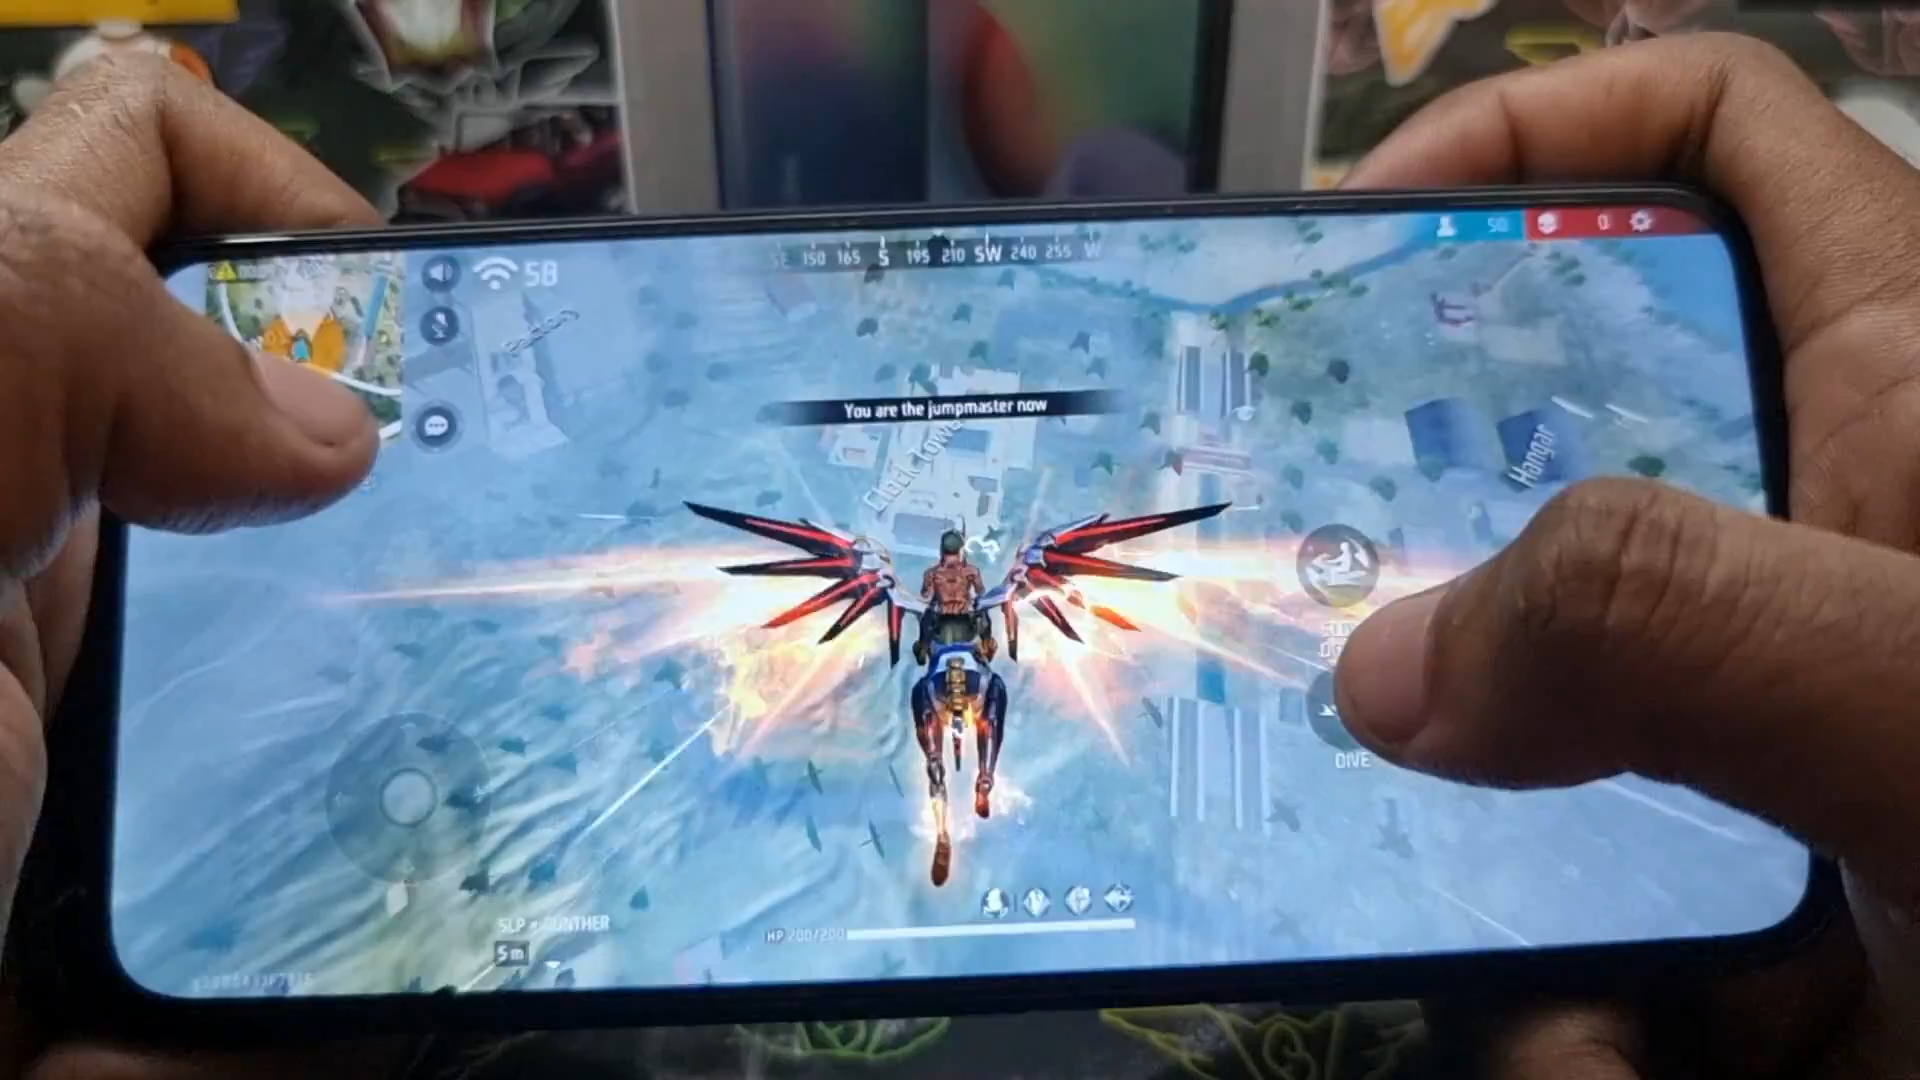 SE 150 165 S 195 210 SW 240 255 W
50
0
58
Factory
You are the jumpmaster now
Clock Tower
Hangar
DIVE
HP 200/200
5m